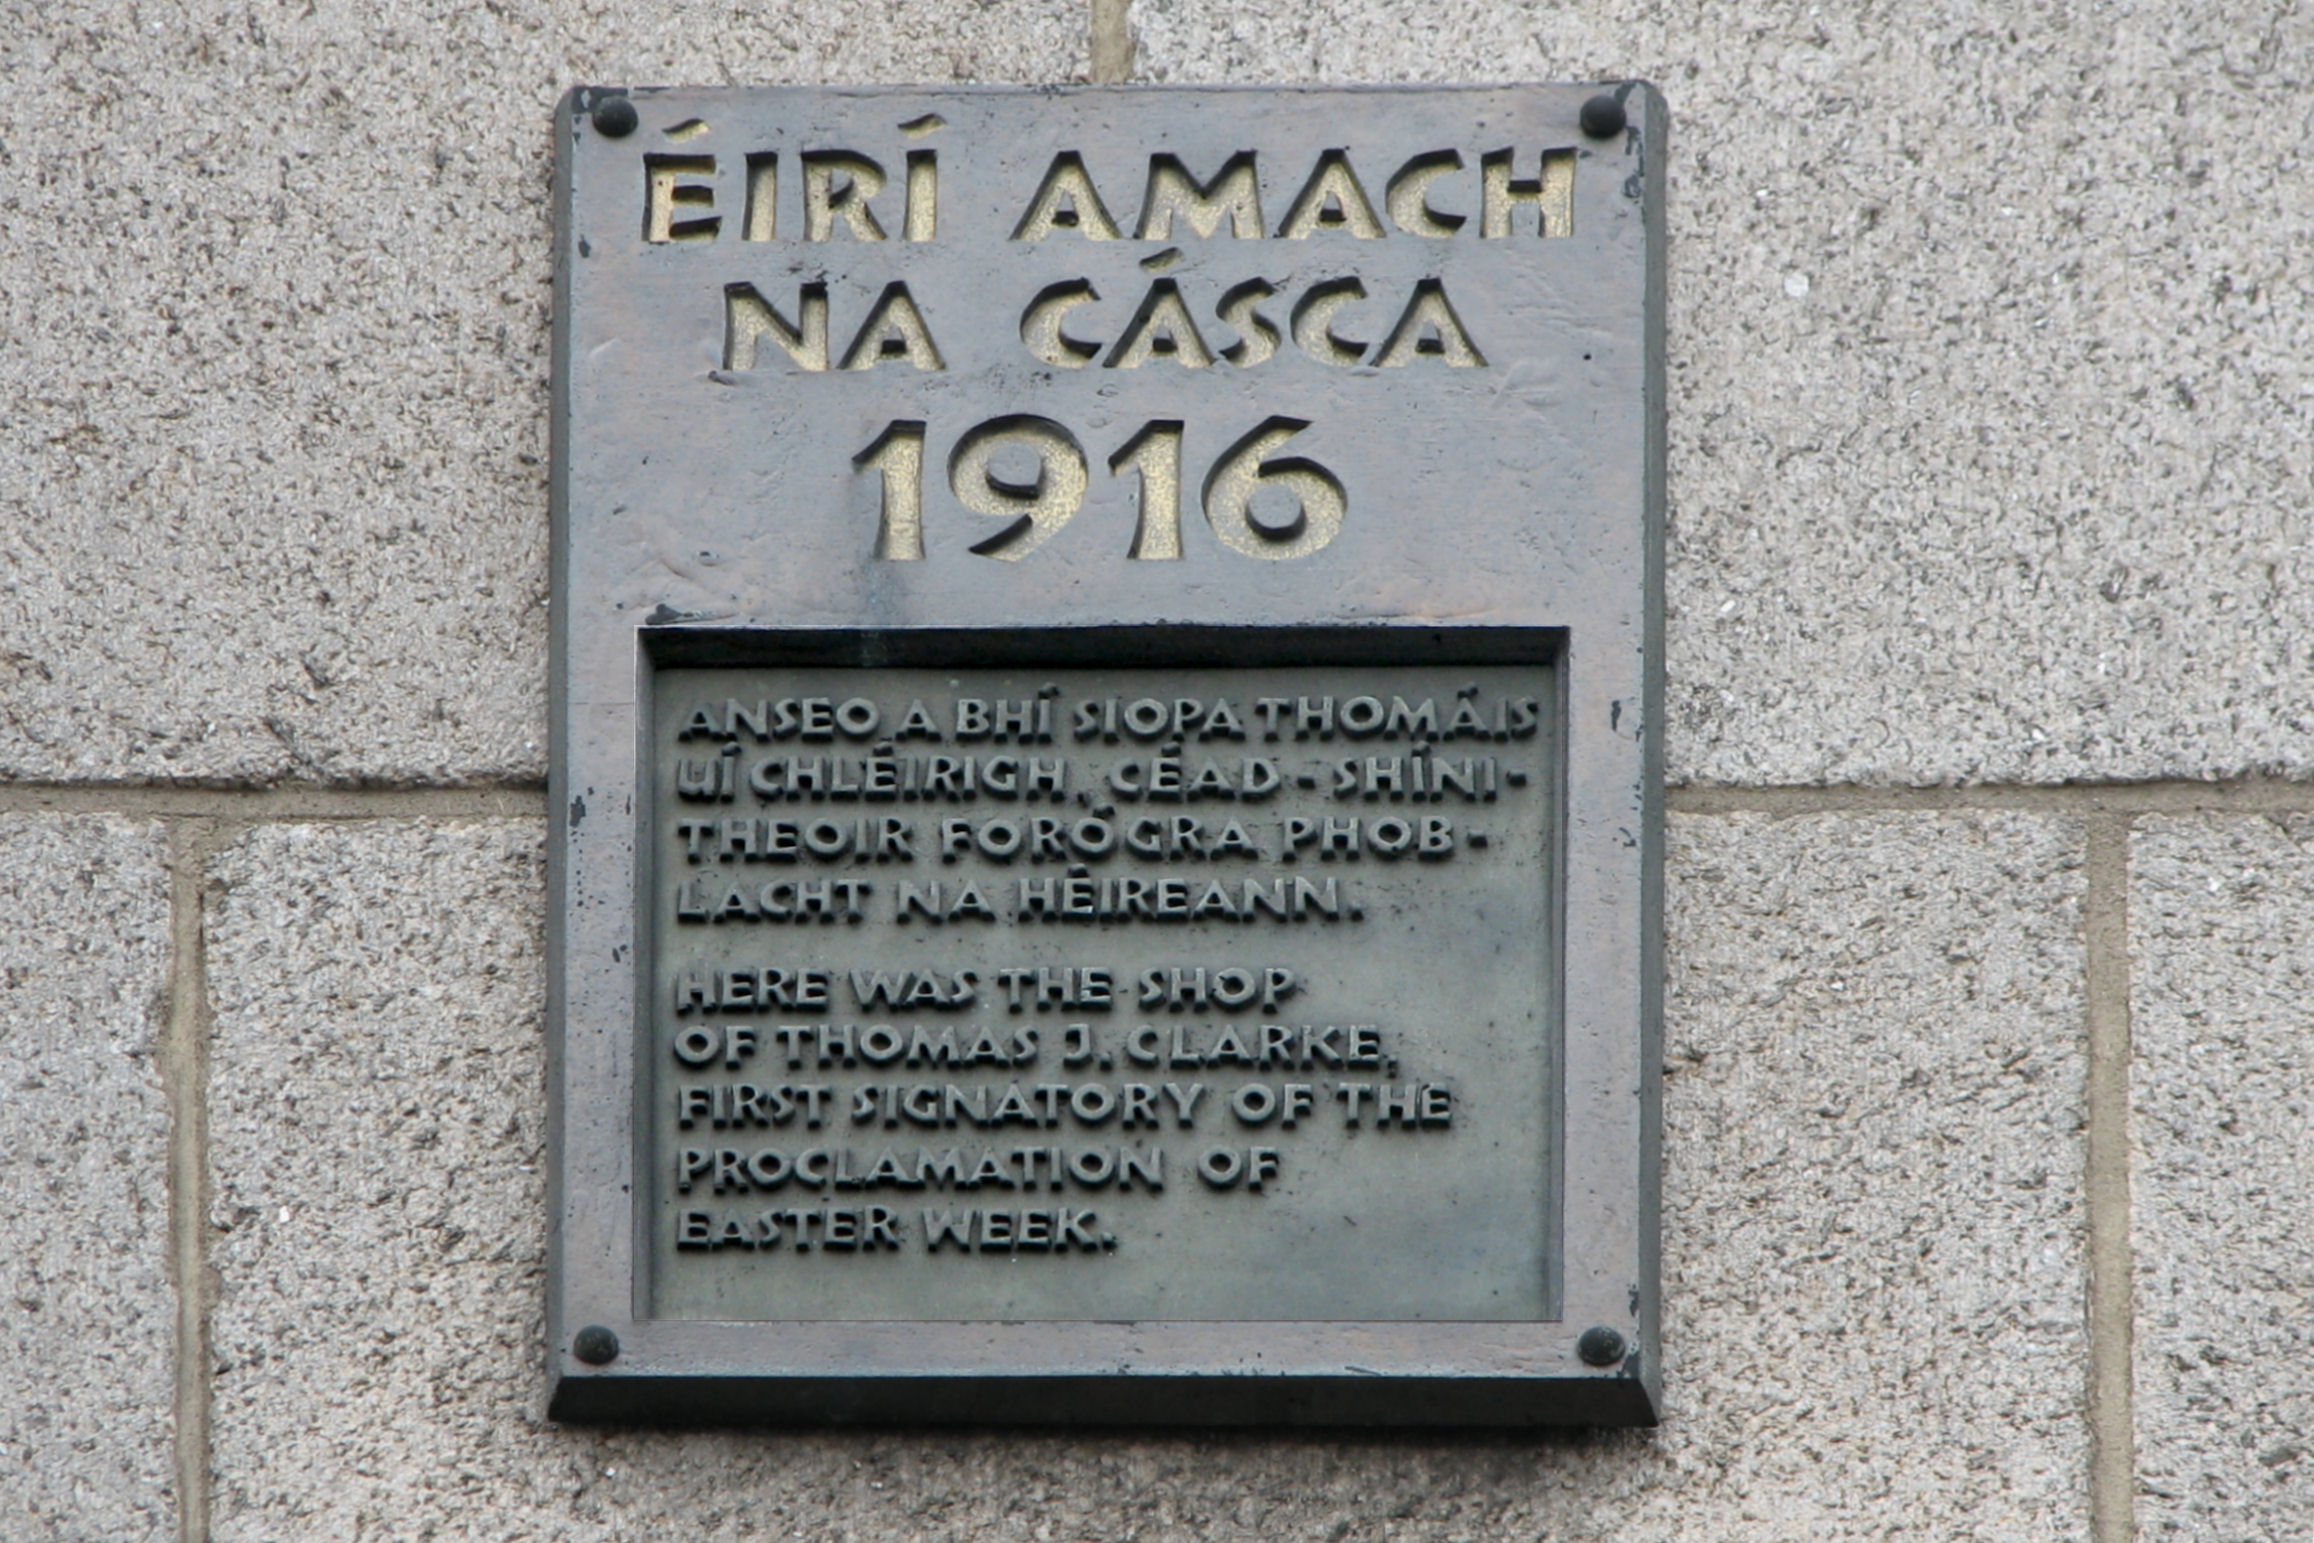 ÉIRÍ AMACH
NA CÁSCA
1916
ANSEO A BHÍ SIOPA THOMÁIS
UÍ CHLÉIRIGH, CÉAD-SHÍNI-
THEOIR FORÓGRA PHOB-
LACHT NA HÉIREANN.
HERE WAS THE SHOP
OF THOMAS J. CLARKE,
FIRST SIGNATORY OF THE
PROCLAMATION OF
EASTER WEEK.